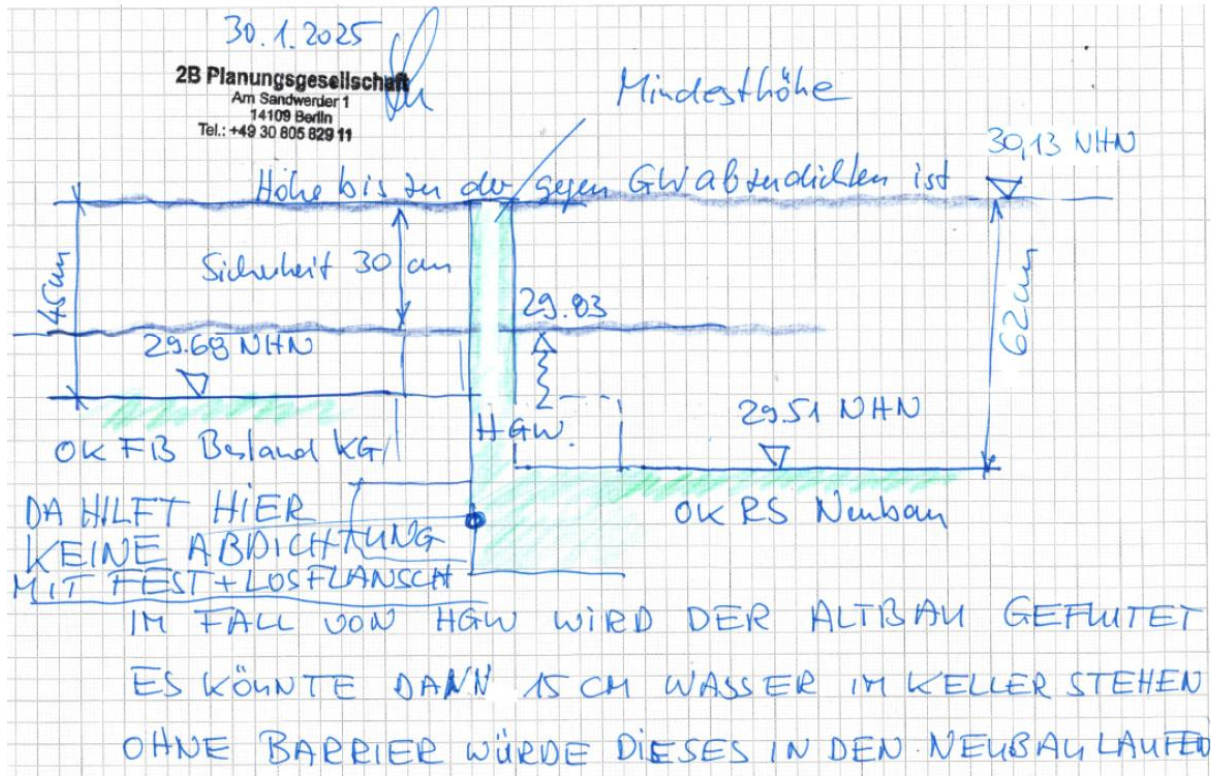 30.1.2025
2B Planungsgesellschaft
Am Sandwerder 1
14109 Berlin
Tel.: +49 30 805 829 11
Mindesthöhe
30,13 NHN
Höhe bis zu der gegen GW abzudichten ist
45cm
Sicherheit 30 cm
62cm
29.83
29.68 NHN
HGW.
29.51 NHN
OK FB Bestand KG
OK RS Neubau
DA HILFT HIER
KEINE ABDICHTUNG
MIT FEST+LOSFLANSCH
IM FALL VON HGW WIRD DER ALTBAU GEFLUTET
ES KÖNNTE DANN 15 CM WASSER IM KELLER STEHEN
OHNE BARRIER WÜRDE DIESES IN DEN NEUBAU LAUFEN